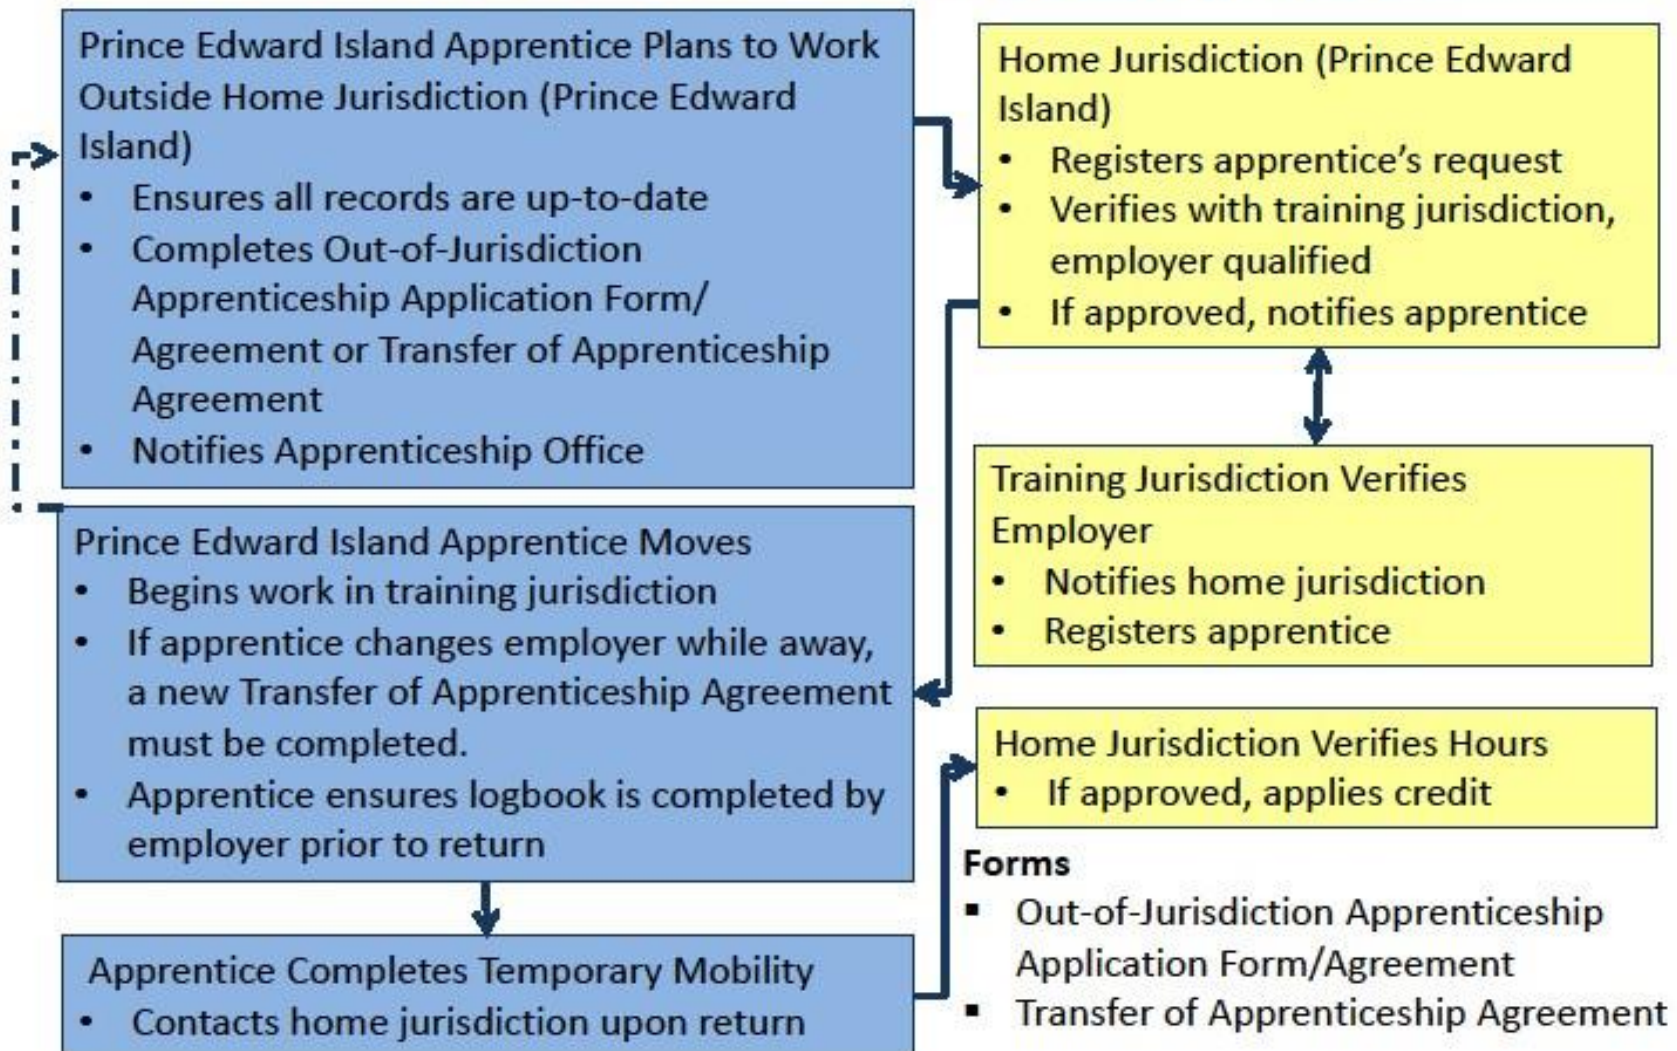 Prince Edward Island Apprentice Plans to Work
Outside Home Jurisdiction (Prince Edward
Island)
• Ensures all records are up-to-date
• Completes Out-of-Jurisdiction
Apprenticeship Application Form/
Agreement or Transfer of Apprenticeship
Agreement
• Notifies Apprenticeship Office
Home Jurisdiction (Prince Edward
Island)
• Registers apprentice’s request
• Verifies with training jurisdiction,
employer qualified
• If approved, notifies apprentice
Training Jurisdiction Verifies
Employer
• Notifies home jurisdiction
• Registers apprentice
Prince Edward Island Apprentice Moves
• Begins work in training jurisdiction
• If apprentice changes employer while away,
a new Transfer of Apprenticeship Agreement
must be completed.
• Apprentice ensures logbook is completed by
employer prior to return
Apprentice Completes Temporary Mobility
• Contacts home jurisdiction upon return
Home Jurisdiction Verifies Hours
• If approved, applies credit
Forms
▪ Out-of-Jurisdiction Apprenticeship
Application Form/Agreement
▪ Transfer of Apprenticeship Agreement